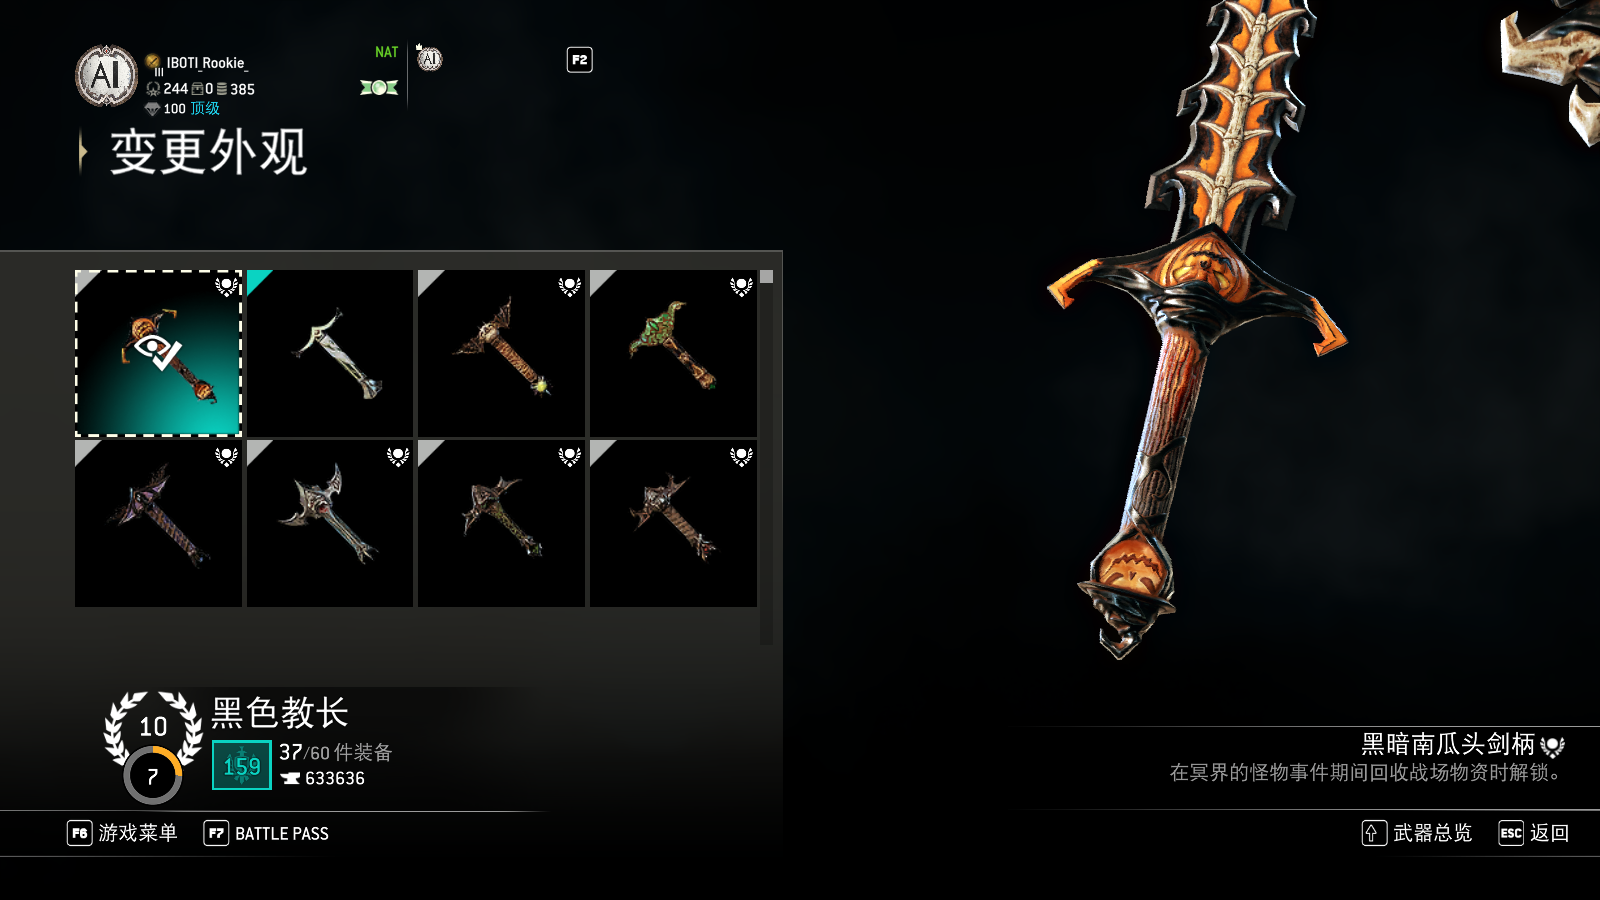 AI
IBOTI_Rookie_
III
244 0 385
100 顶级
NAT
AI
F2
变更外观
10
7
黑色教长
159
37/60 件装备
633636
黑暗南瓜头剑柄
在冥界的怪物事件期间回收战场物资时解锁。
F6 游戏菜单
F7 BATTLE PASS
武器总览
ESC 返回